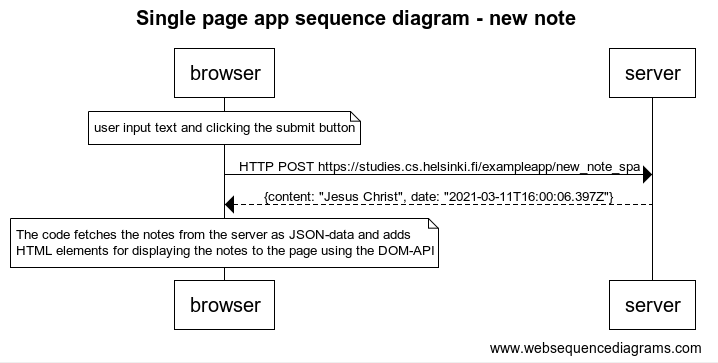 Single page app sequence diagram - new note
browser
server
user input text and clicking the submit button
HTTP POST https://studies.cs.helsinki.fi/exampleapp/new_note_spa
{content: "Jesus Christ", date: "2021-03-11T16:00:06.397Z"}
The code fetches the notes from the server as JSON-data and adds
HTML elements for displaying the notes to the page using the DOM-API
browser
server
www.websequencediagrams.com